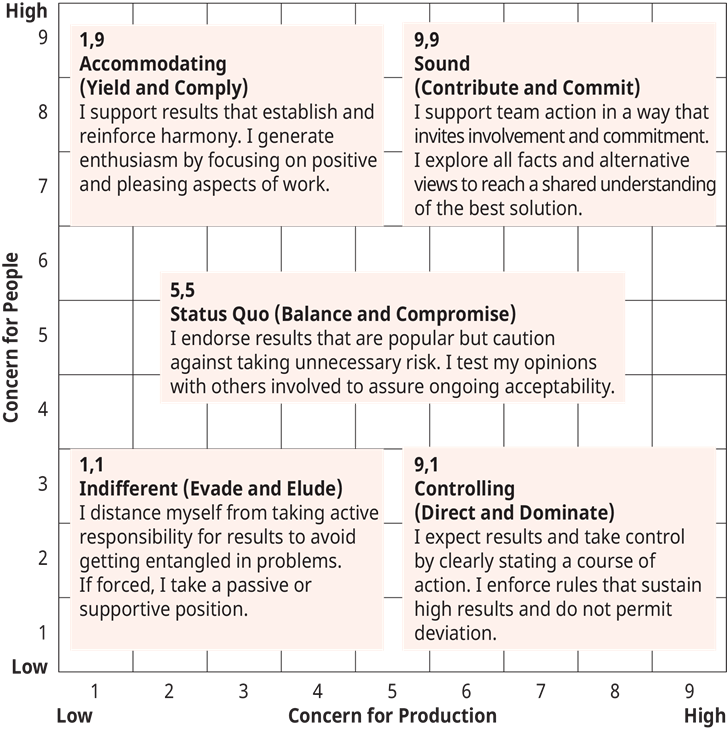 High
9
8
7
6
5
4
3
2
1
Low
Concern for People
1,9
Accommodating
(Yield and Comply)
I support results that establish and
reinforce harmony. I generate
enthusiasm by focusing on positive
and pleasing aspects of work.
9,9
Sound
(Contribute and Commit)
I support team action in a way that
invites involvement and commitment.
I explore all facts and alternative
views to reach a shared understanding
of the best solution.
5,5
Status Quo (Balance and Compromise)
I endorse results that are popular but caution
against taking unnecessary risk. I test my opinions
with others involved to assure ongoing acceptability.
1,1
Indifferent (Evade and Elude)
I distance myself from taking active
responsibility for results to avoid
getting entangled in problems.
If forced, I take a passive or
supportive position.
9,1
Controlling
(Direct and Dominate)
I expect results and take control
by clearly stating a course of
action. I enforce rules that sustain
high results and do not permit
deviation.
1 2 3 4 5 6 7 8 9
Low Concern for Production High